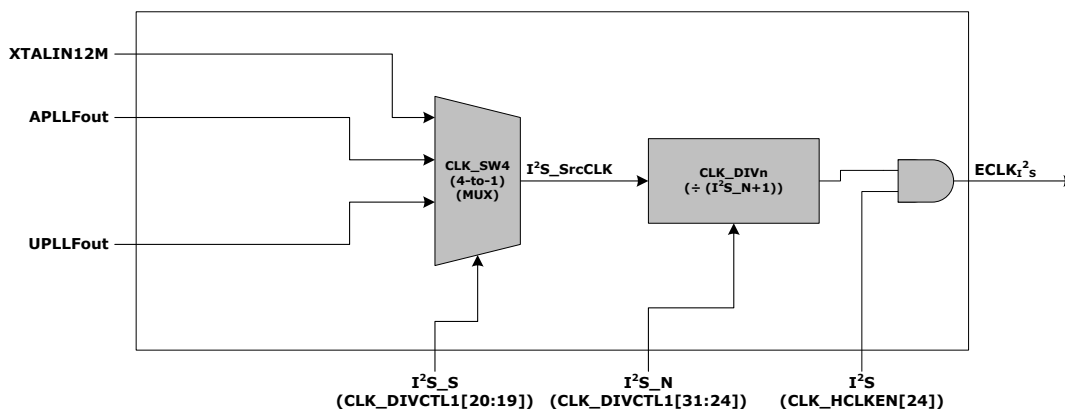 XTALIN12M
APLLFout
UPLLFout
CLK_SW4
(4-to-1)
(MUX)
I²S_SrcCLK
CLK_DIVn
(÷ (I²S_N+1))
ECLK_I²S
I²S_S
(CLK_DIVCTL1[20:19])
I²S_N
(CLK_DIVCTL1[31:24])
I²S
(CLK_HCLKEN[24])